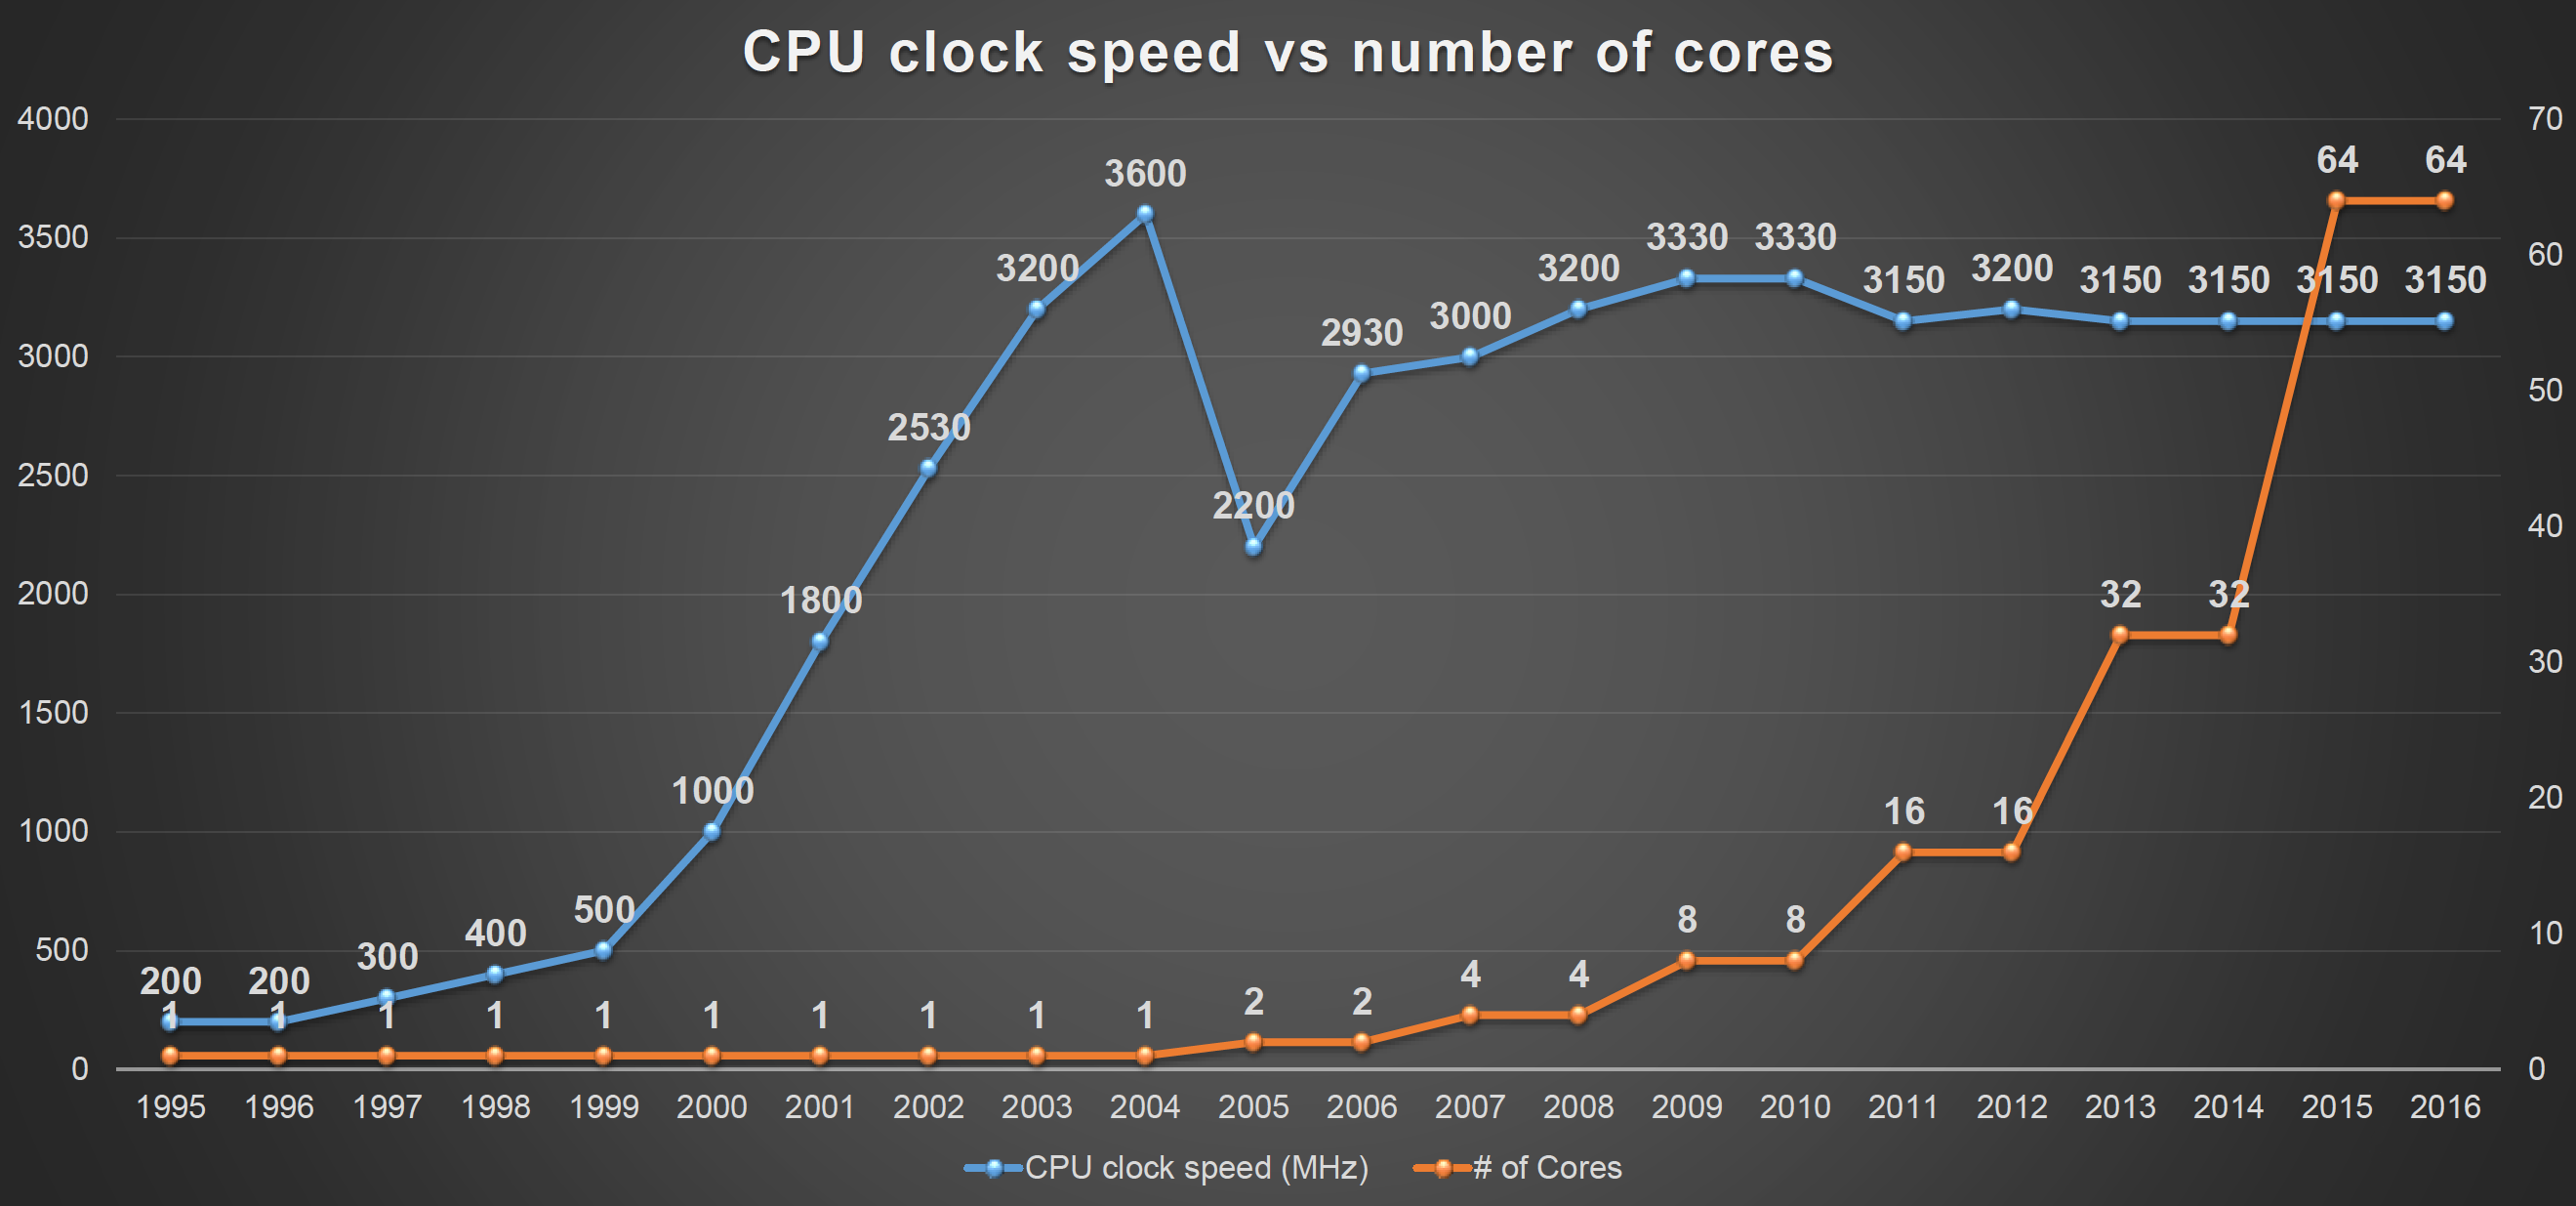 CPU clock speed vs number of cores
4000 70
3500 60
3000 50
2500 40
2000 30
1500 20
1000 10
500 0
0
200 200 300 400 500 1000 1800 2530 3200 3600 2200 2930 3000 3200 3330 3330 3150 3200 3150 3150 3150 3150
1 1 1 1 1 1 1 1 1 1 2 2 4 4 8 8 16 16 32 32 64 64
1995 1996 1997 1998 1999 2000 2001 2002 2003 2004 2005 2006 2007 2008 2009 2010 2011 2012 2013 2014 2015 2016
CPU clock speed (MHz) # of Cores